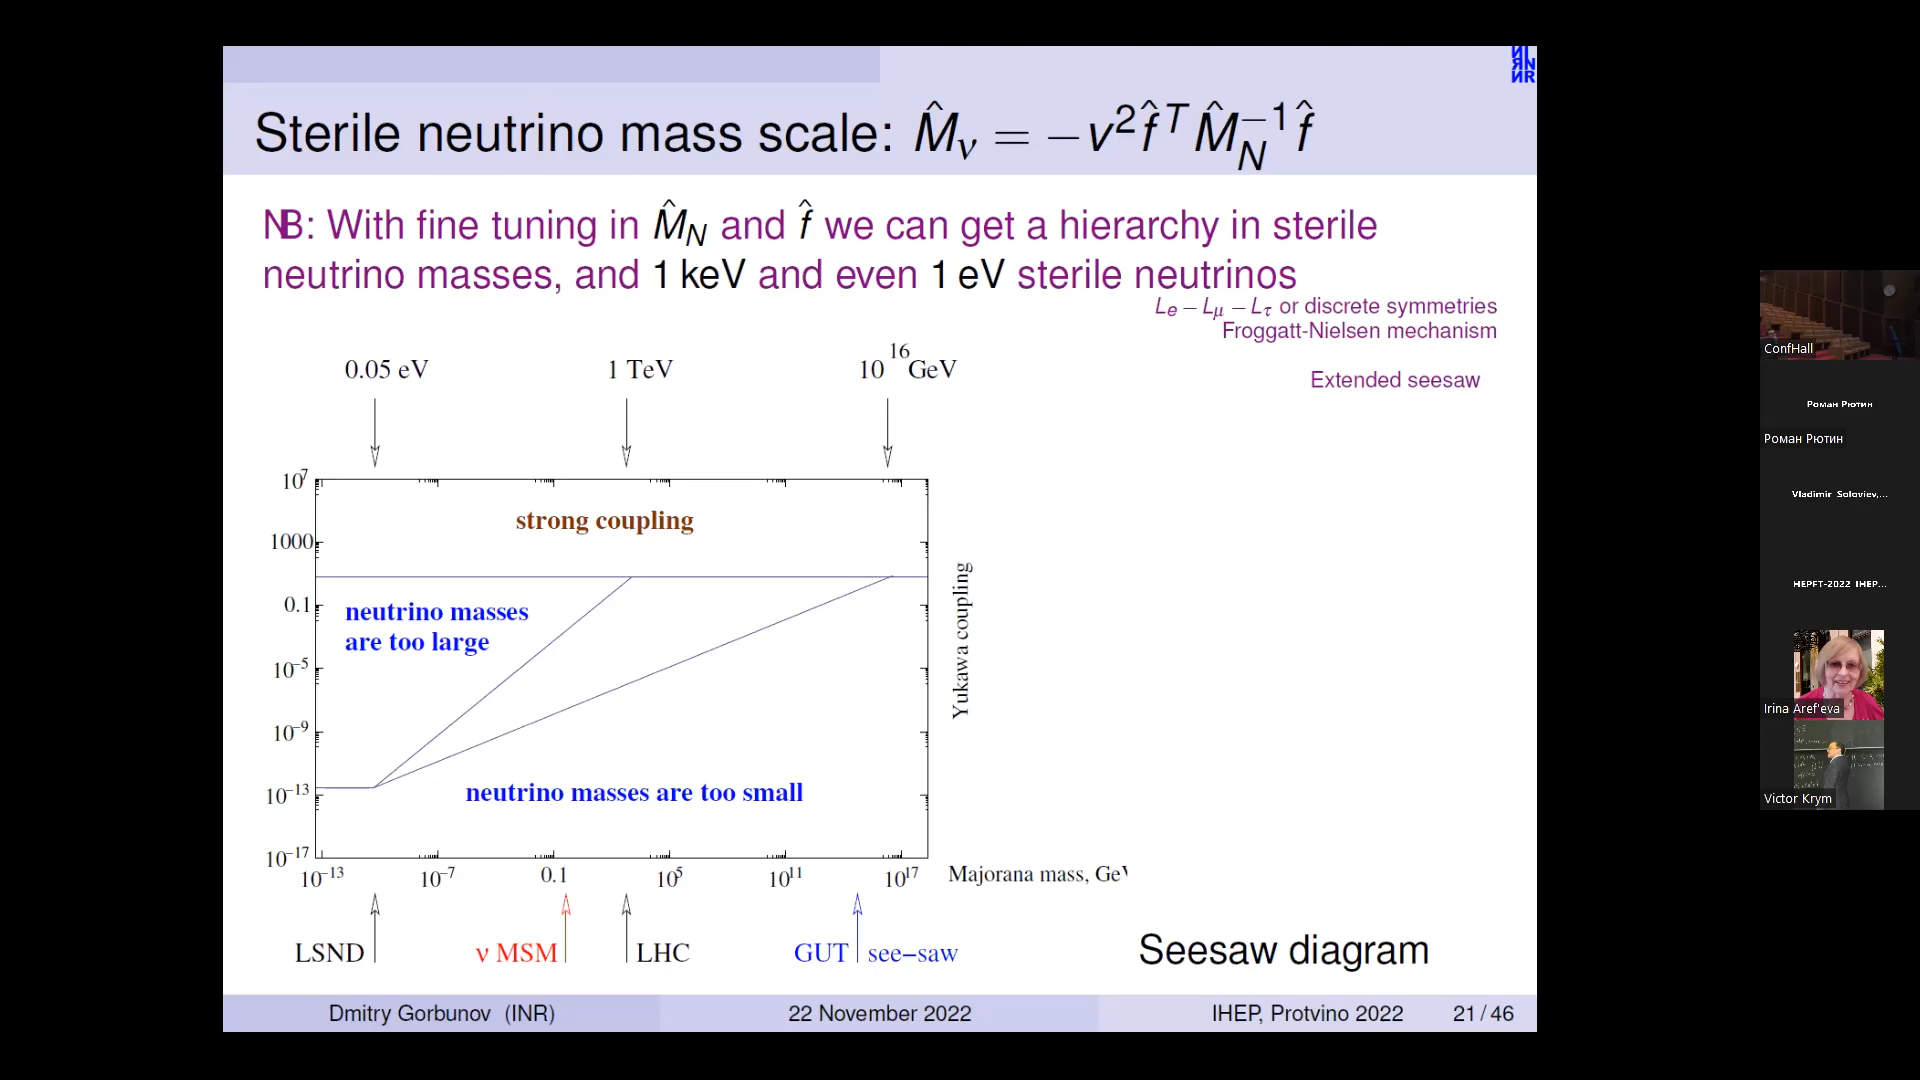 Sterile neutrino mass scale: M̂ν = −v²f̂ᵀM̂_N⁻¹f̂
NB: With fine tuning in M̂_N and f̂ we can get a hierarchy in sterile
neutrino masses, and 1 keV and even 1 eV sterile neutrinos
Lₑ − L_μ − L_τ or discrete symmetries
Froggatt-Nielsen mechanism
Extended seesaw
0.05 eV
1 TeV
10¹⁶ GeV
10⁷
1000
0.1
10⁻⁵
10⁻⁹
10⁻¹³
10⁻¹⁷
strong coupling
neutrino masses
are too large
neutrino masses are too small
Yukawa coupling
10⁻¹³ 10⁻⁷ 0.1 10⁵ 10¹¹ 10¹⁷ Majorana mass, GeV
LSND
ν MSM
LHC
GUT see−saw
Seesaw diagram
Dmitry Gorbunov (INR) 22 November 2022 IHEP, Protvino 2022 21 / 46
ConfHall
Роман Рютин
Роман Рютин
Vladimir Soloviev,...
HEPFT-2022 IHEP...
Irina Aref'eva
Victor Krym